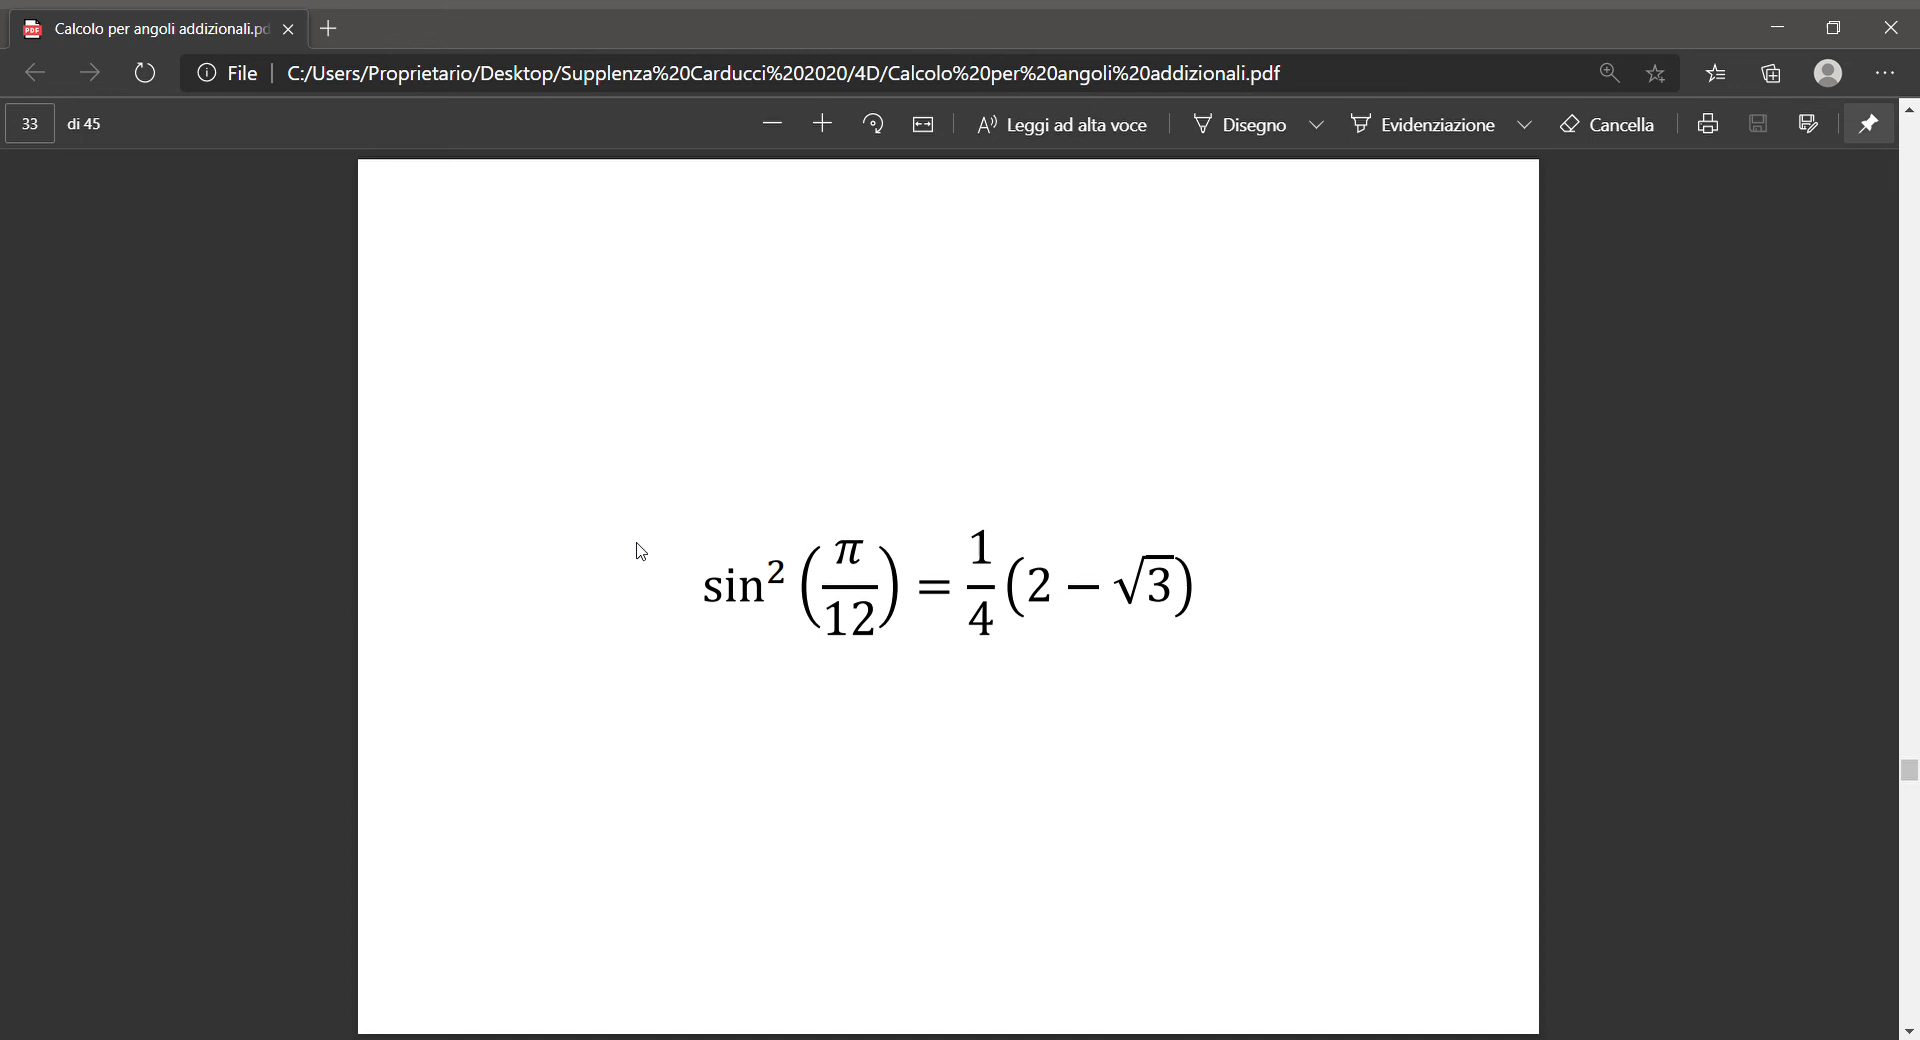 Calcolo per angoli addizionali.pd
File C:/Users/Proprietario/Desktop/Supplenza%20Carducci%202020/4D/Calcolo%20per%20angoli%20addizionali.pdf
33 di 45 Leggi ad alta voce Disegno Evidenziazione Cancella
sin²(π/12) = 1/4(2 − √3)